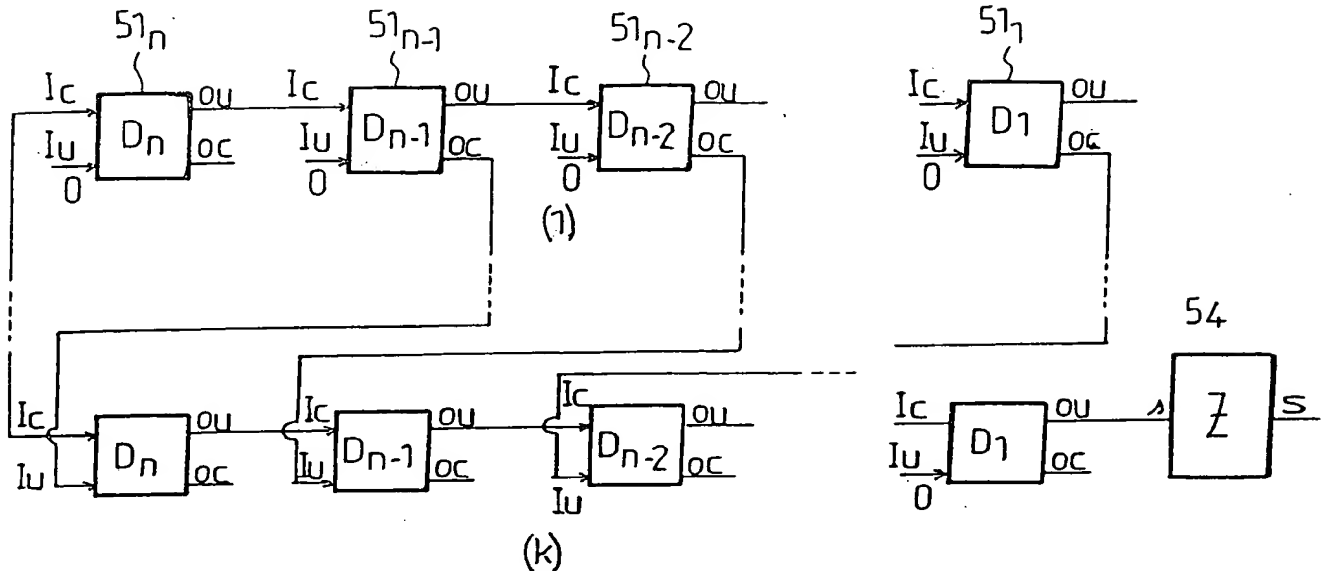 51n 51n-1 51n-2 511
Ic OU Ic OU Ic OU Ic OU
Dn Dn-1 Dn-2 D1
Iu OC Iu OC Iu OC Iu OC
0 0 0 0
(1)
54
Ic OU Ic OU Ic OU Ic OU s Z S
Dn Dn-1 Dn-2 D1
Iu OC Iu OC Iu OC Iu OC
0
(k)